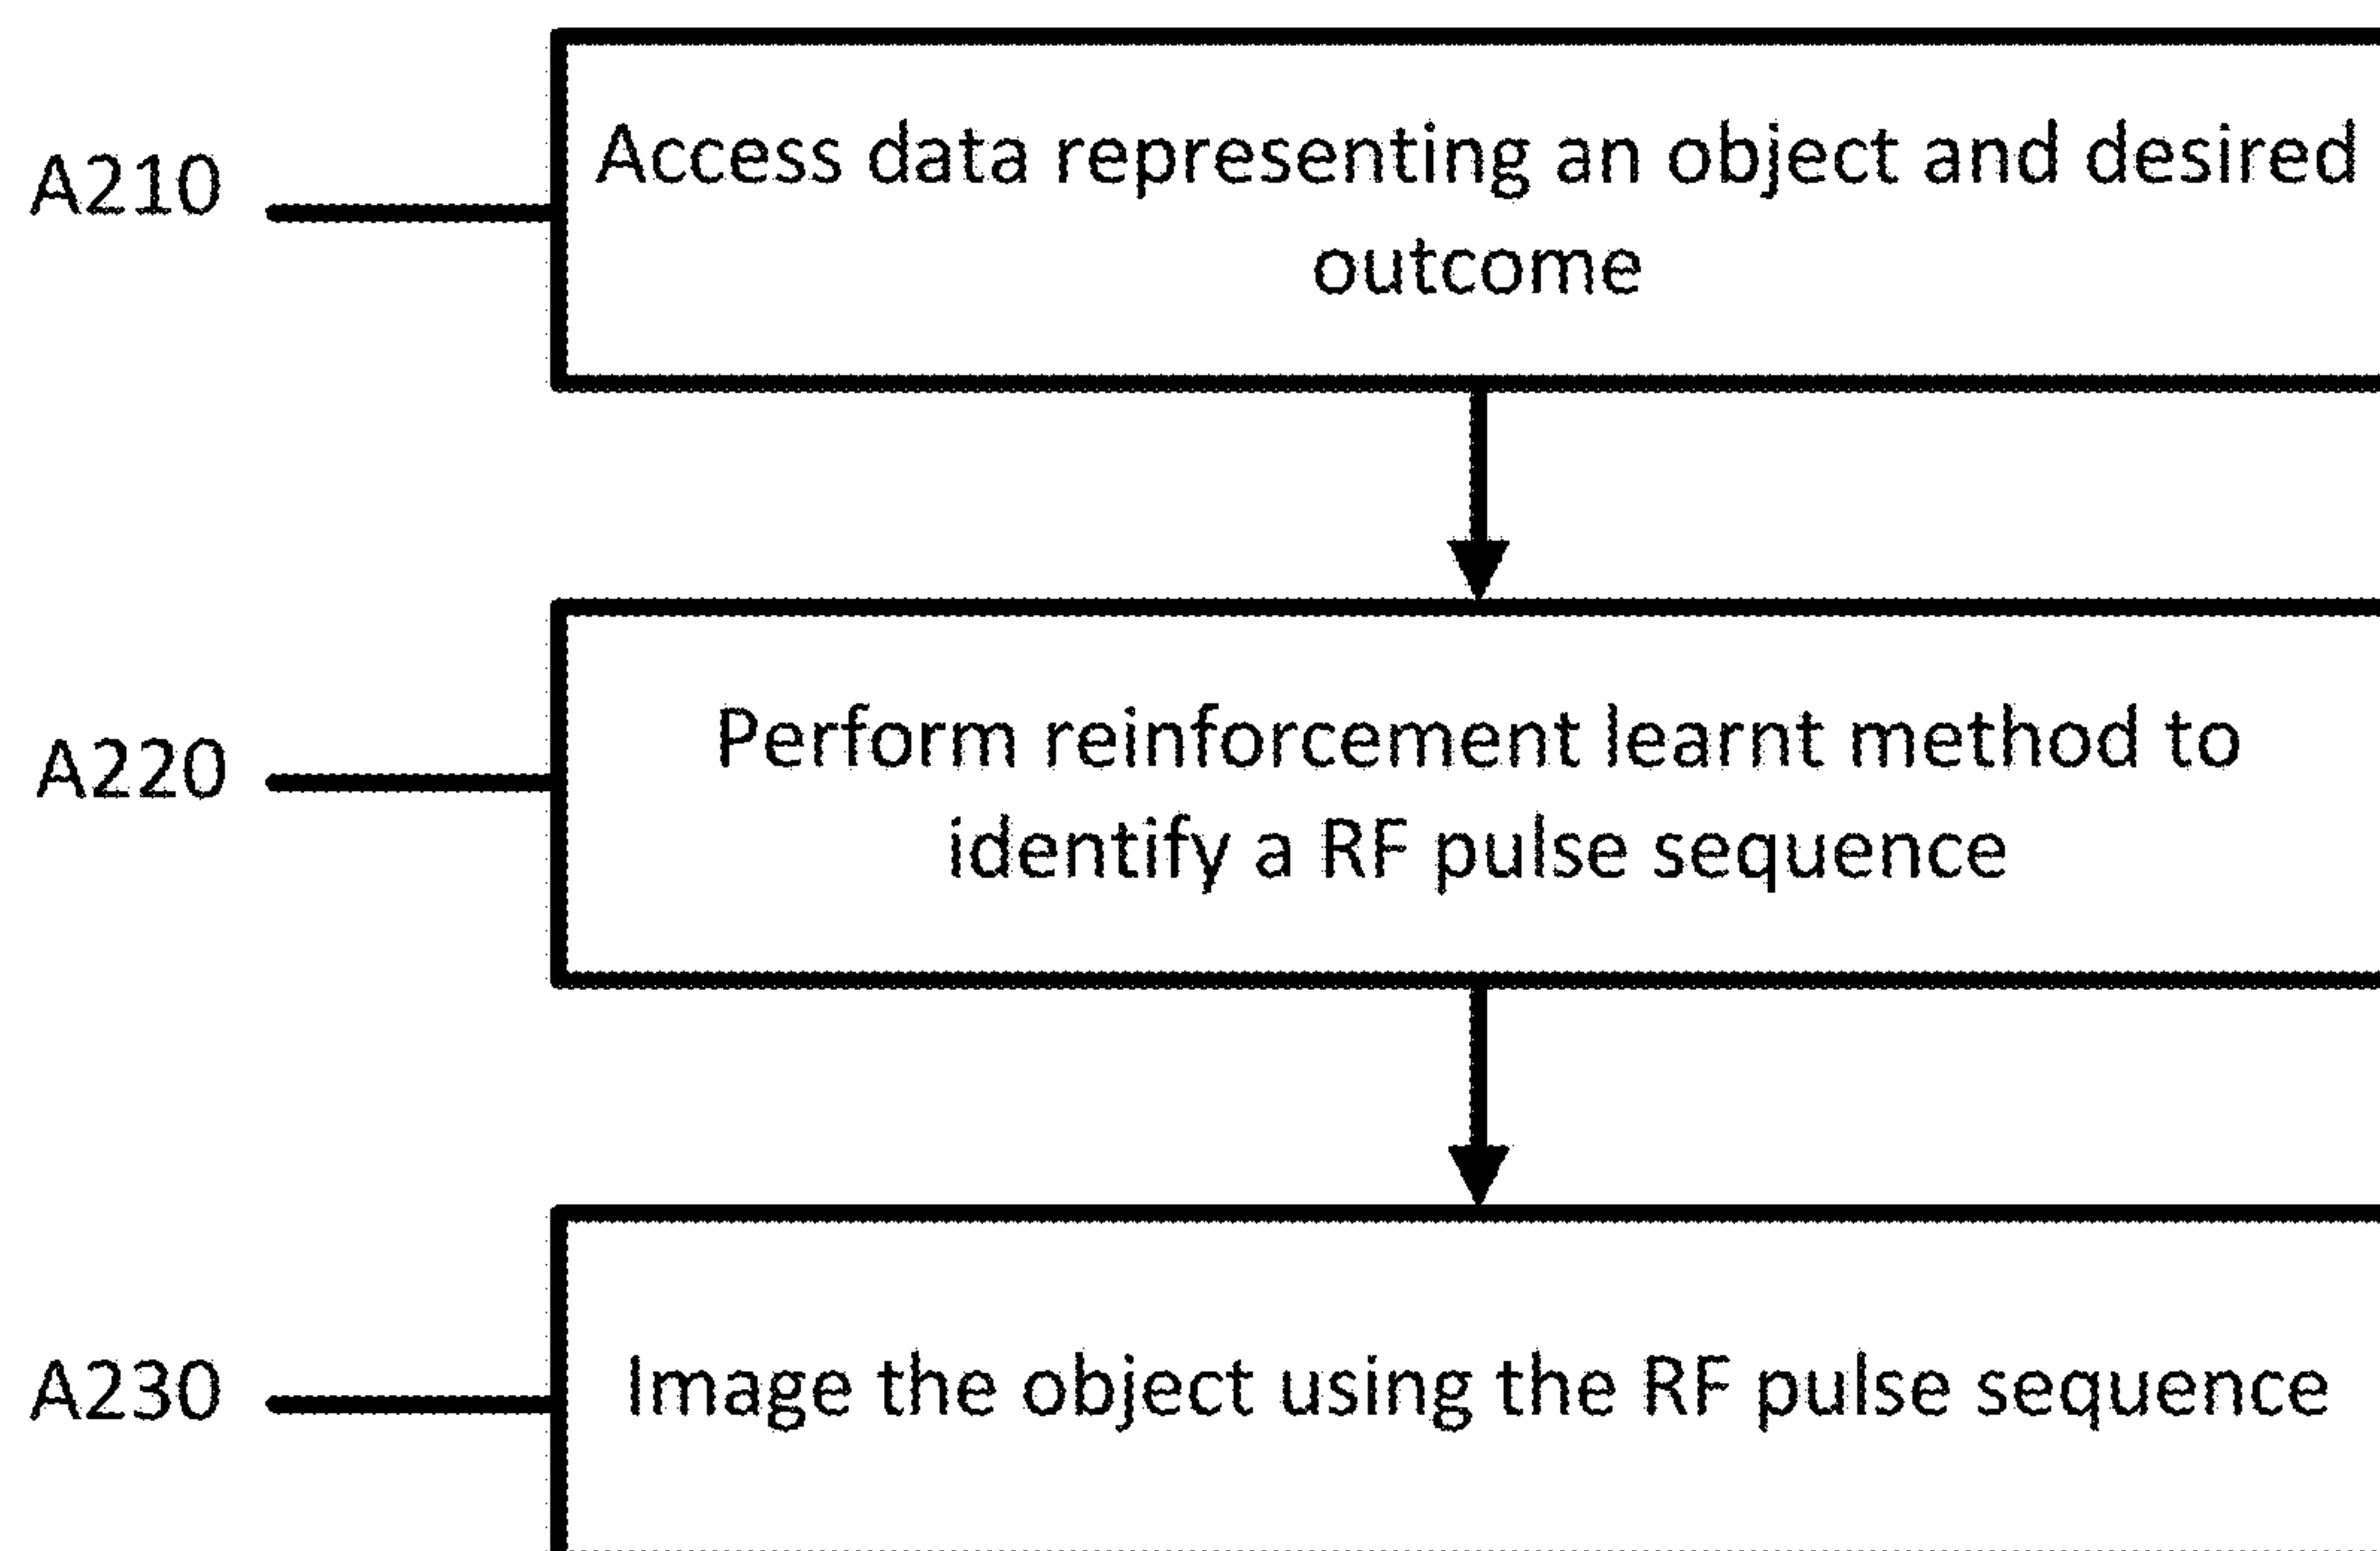 A210
Access data representing an object and desired
outcome
A220
Perform reinforcement learnt method to
identify a RF pulse sequence
A230
Image the object using the RF pulse sequence